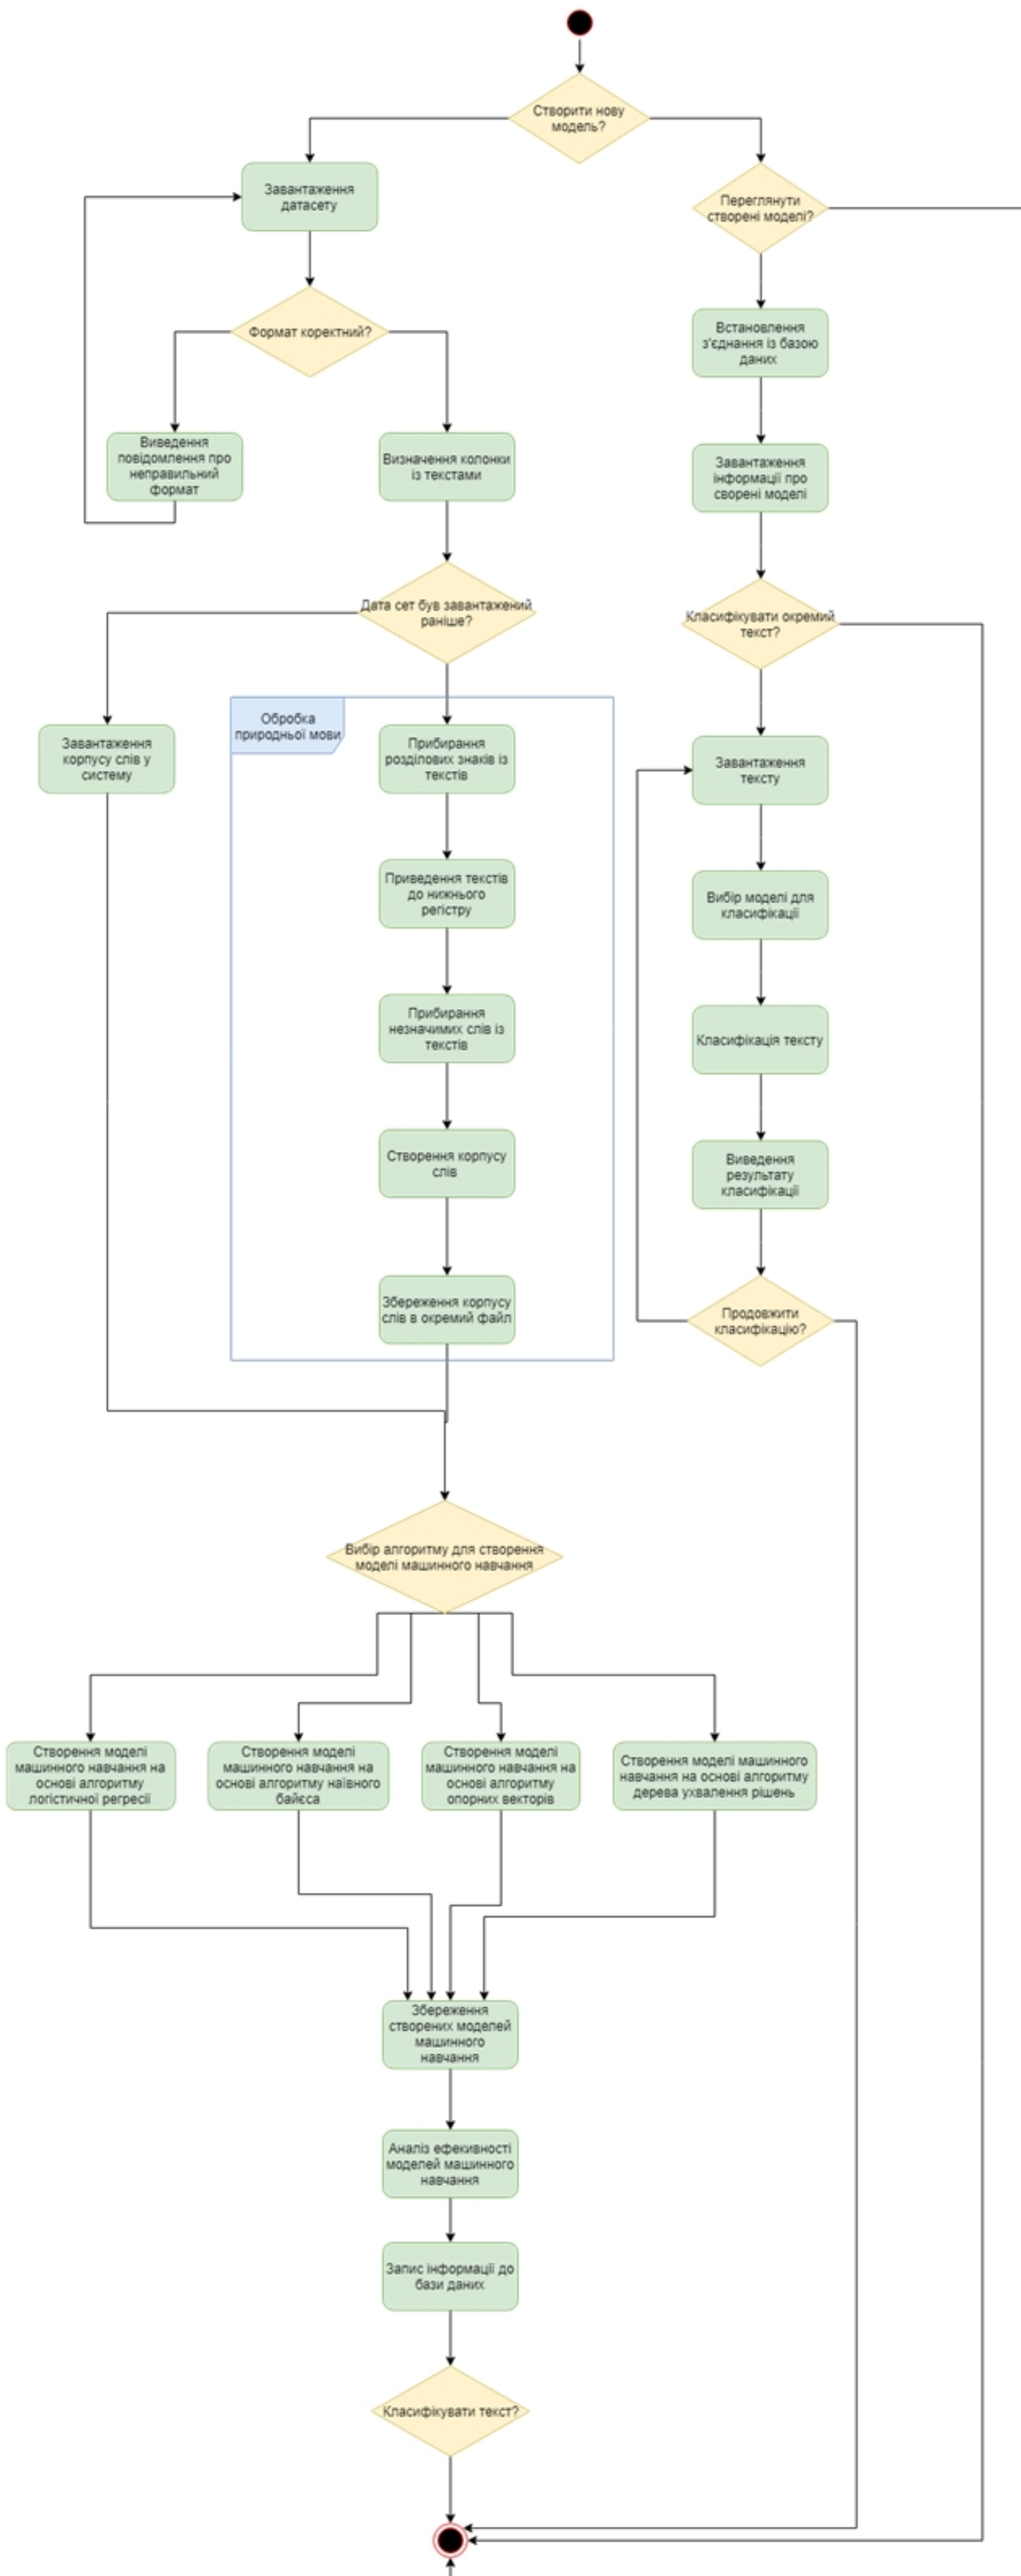 Створити нову
модель?
Завантаження
датасету
Переглянути
створені моделі?
Формат коректний?
Встановлення
з'єднання із базою
даних
Виведення
повідомлення про
неправильний
формат
Визначення колонки
із текстами
Завантаження
інформації про
сворені моделі
Дата сет був завантажений
раніше?
Класифікувати окремий
текст?
Обробка
природньої мови
Завантаження
корпусу слів у
систему
Прибирання
розділових знаків із
текстів
Завантаження
тексту
Приведення текстів
до нижнього
регістру
Вибір моделі для
класифікації
Прибирання
незначимих слів із
текстів
Класифікація тексту
Створення корпусу
слів
Виведення
результату
класифікації
Збереження корпусу
слів в окремий файл
Продовжити
класифікацію?
Вибір алгоритму для створення
моделі машинного навчання
Створення моделі
машинного навчання на
основі алгоритму
логістичної регресії
Створення моделі
машинного навчання на
основі алгоритму наївного
байєса
Створення моделі
машинного навчання на
основі алгоритму
опорних векторів
Створення моделі машинного
навчання на основі алгоритму
дерева ухвалення рішень
Збереження
створених моделей
машинного
навчання
Аналіз ефекивності
моделей машинного
навчання
Запис інформації до
бази даних
Класифікувати текст?